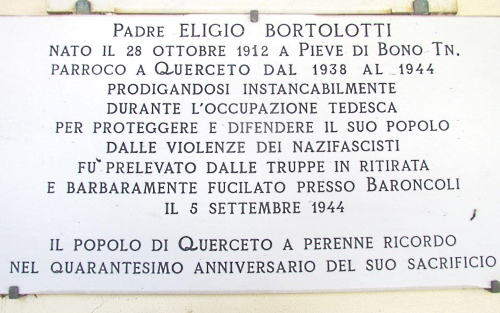 Padre ELIGIO BORTOLOTTI
NATO IL 28 OTTOBRE 1912 A PIEVE DI BONO TN.
PARROCO A QUERCETO DAL 1938 AL 1944
PRODIGANDOSI INSTANCABILMENTE
DURANTE L'OCCUPAZIONE TEDESCA
PER PROTEGGERE E DIFENDERE IL SUO POPOLO
DALLE VIOLENZE DEI NAZIFASCISTI
FU' PRELEVATO DALLE TRUPPE IN RITIRATA
E BARBARAMENTE FUCILATO PRESSO BARONCOLI
IL 5 SETTEMBRE 1944
IL POPOLO DI QUERCETO A PERENNE RICORDO
NEL QUARANTESIMO ANNIVERSARIO DEL SUO SACRIFICIO